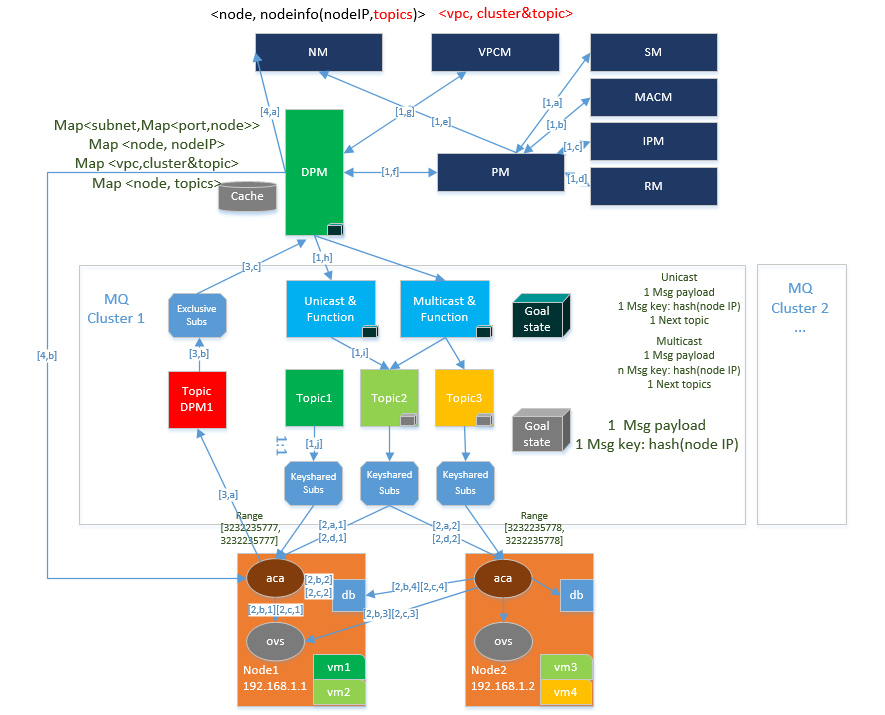 <node, nodeinfo(nodeIP,topics)>
<vpc, cluster&topic>
NM
VPCM
SM
MACM
IPM
RM
PM
DPM
Cache
[4,a]
[1,g]
[1,e]
[1,a]
[1,b]
[1,c]
[1,d]
[1,f]
Map<subnet,Map<port,node>>
Map <node, nodeIP>
Map <vpc,cluster&topic>
Map <node, topics>
[3,c]
[1,h]
MQ
Cluster 1
Exclusive
Subs
Unicast &
Function
Multicast &
Function
Goal
state
Unicast
1 Msg payload
1 Msg key: hash(node IP)
1 Next topic
Multicast
1 Msg payload
n Msg key: hash(node IP)
1 Next topics
MQ
Cluster 2
...
[4,b]
[3,b]
[1,i]
Topic
DPM1
Topic1
Topic2
Topic3
Goal
state
1 Msg payload
1 Msg key: hash(node IP)
1:1
[1,j]
Keyshared
Subs
Keyshared
Subs
Keyshared
Subs
[3,a]
Range
[3232235777,
3232235777]
[2,a,1]
[2,d,1]
[2,a,2]
[2,d,2]
Range
[3232235778,
3232235778]
aca
[2,b,2]
[2,c,2]
db
[2,b,4][2,c,4]
aca
db
[2,b,1][2,c,1]
[2,b,3][2,c,3]
ovs
ovs
Node1
192.168.1.1
vm1
vm2
Node2
192.168.1.2
vm3
vm4